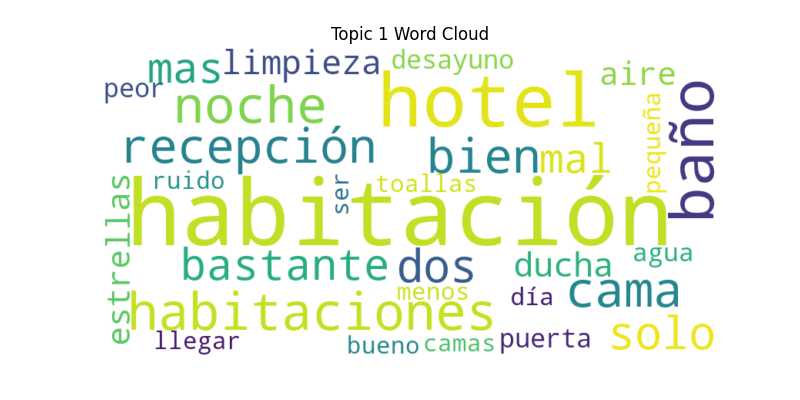 Topic 1 Word Cloud
mas limpieza desayuno
peor noche hotel aire
recepción bien mal pequeña baño
ruido ser toallas
habitación
estrellas bastante dos ducha agua
habitaciones menos día cama
llegar bueno camas puerta solo